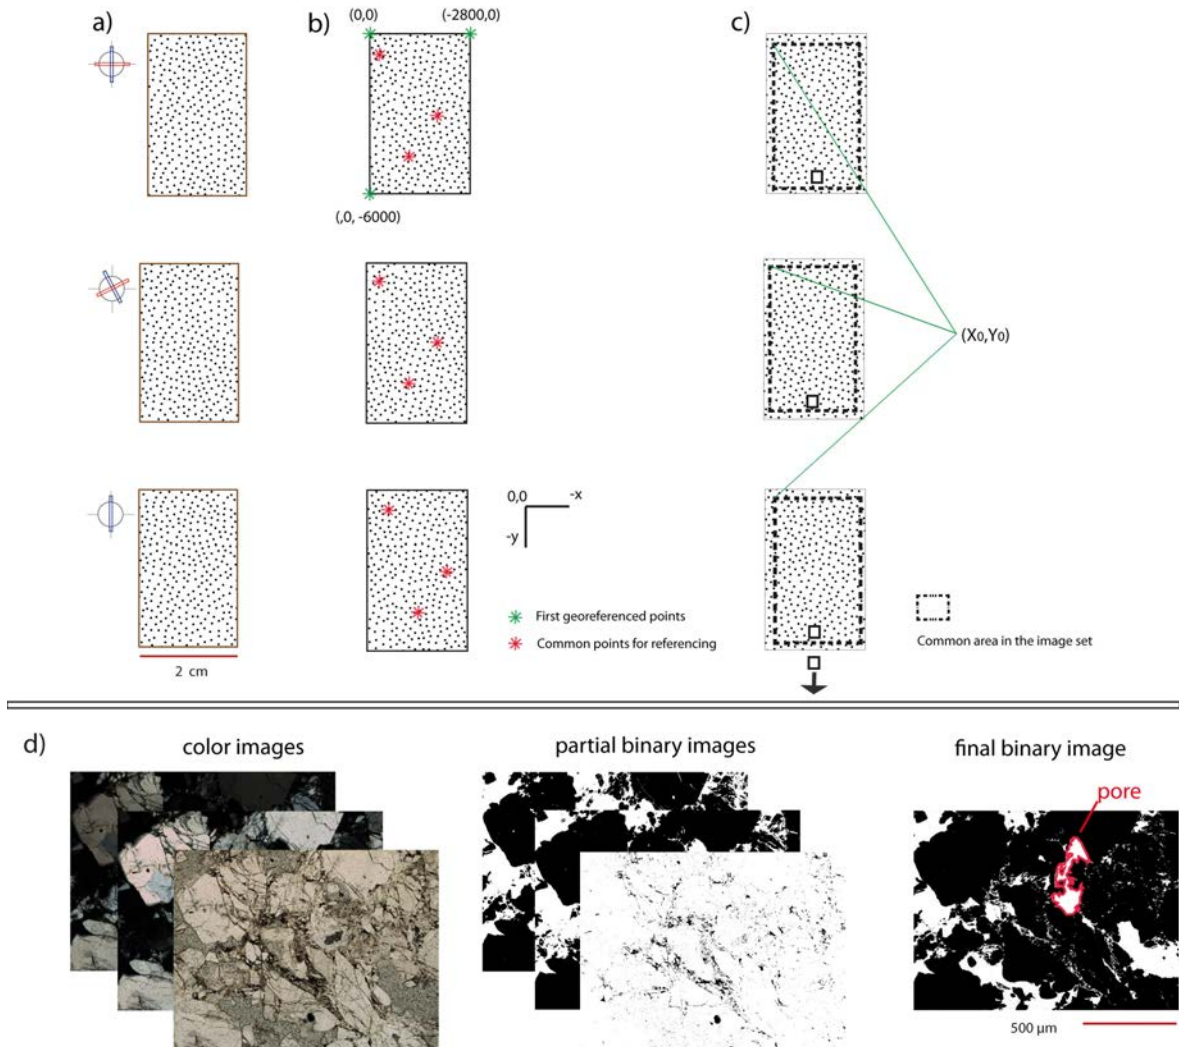 a)
b)
(0,0)
(-2800,0)
c)
(,0, -6000)
(X0,Y0)
0,0
-x
-y
First georeferenced points
Common points for referencing
Common area in the image set
2 cm
d)
color images
partial binary images
final binary image
pore
500 µm